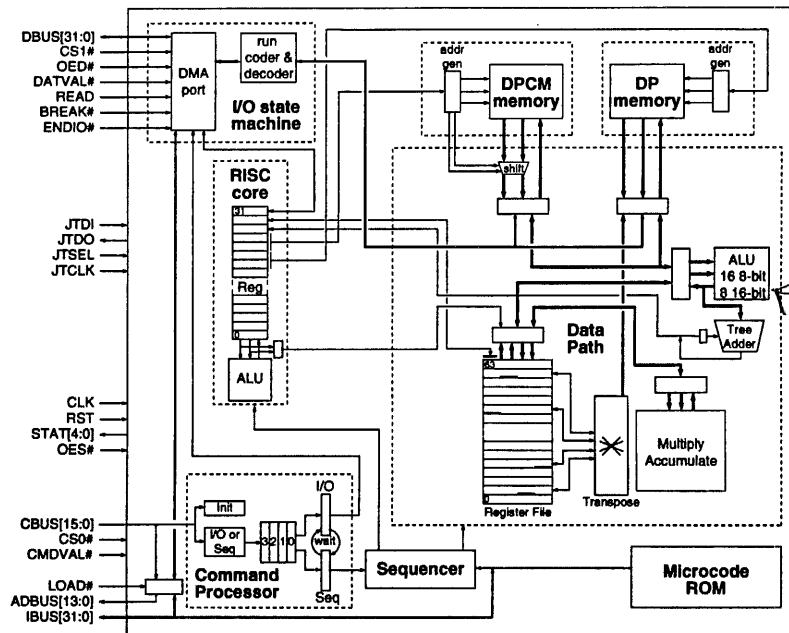 DBUS[31:0]
CS1#
OED#
DATVAL#
READ
BREAK#
ENDIO#
DMA
port
run
coder &
decoder
I/O state
machine
addr
gen
DPCM
memory
DP
memory
addr
gen
shift
RISC
core
31
Reg
0
ALU
JTDI
JTDO
JTSEL
JTCLK
ALU
16 8-bit
8 16-bit
Tree
Adder
Data
Path
63
0
Register File
Transpose
Multiply
Accumulate
CLK
RST
STAT[4:0]
OES#
CBUS[15:0]
CS0#
CMDVAL#
LOAD#
ADBUS[13:0]
IBUS[31:0]
Init
I/O or
Seq
3 2 1 0
I/O
wait
Seq
Command
Processor
Sequencer
Microcode
ROM